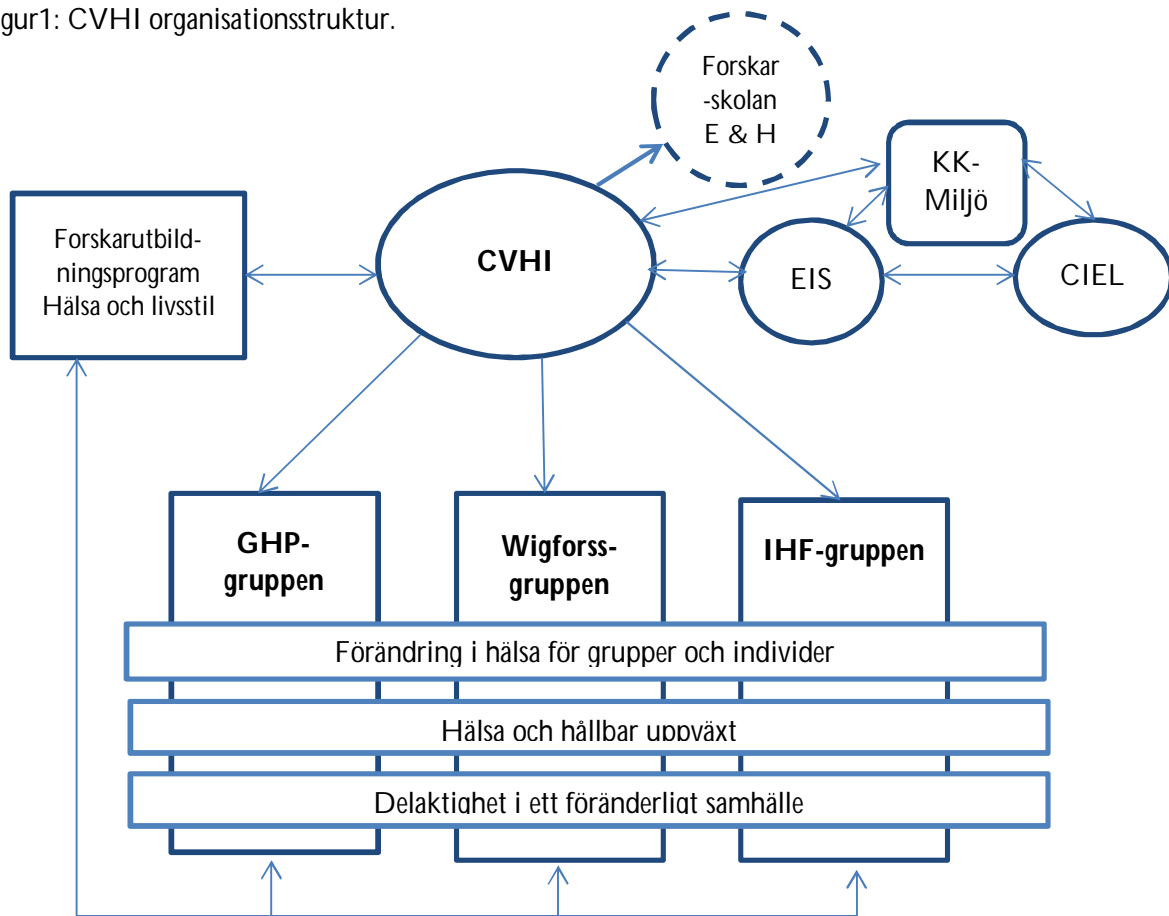 gur1: CVHI organisationsstruktur.
Forskar
-skolan
E & H
KK-
Miljö
Forskarutbild-
ningsprogram
Hälsa och livsstil
CVHI
EIS
CIEL
GHP-
gruppen
Wigforss-
gruppen
IHF-gruppen
Förändring i hälsa för grupper och individer
Hälsa och hållbar uppväxt
Delaktighet i ett föränderligt samhälle